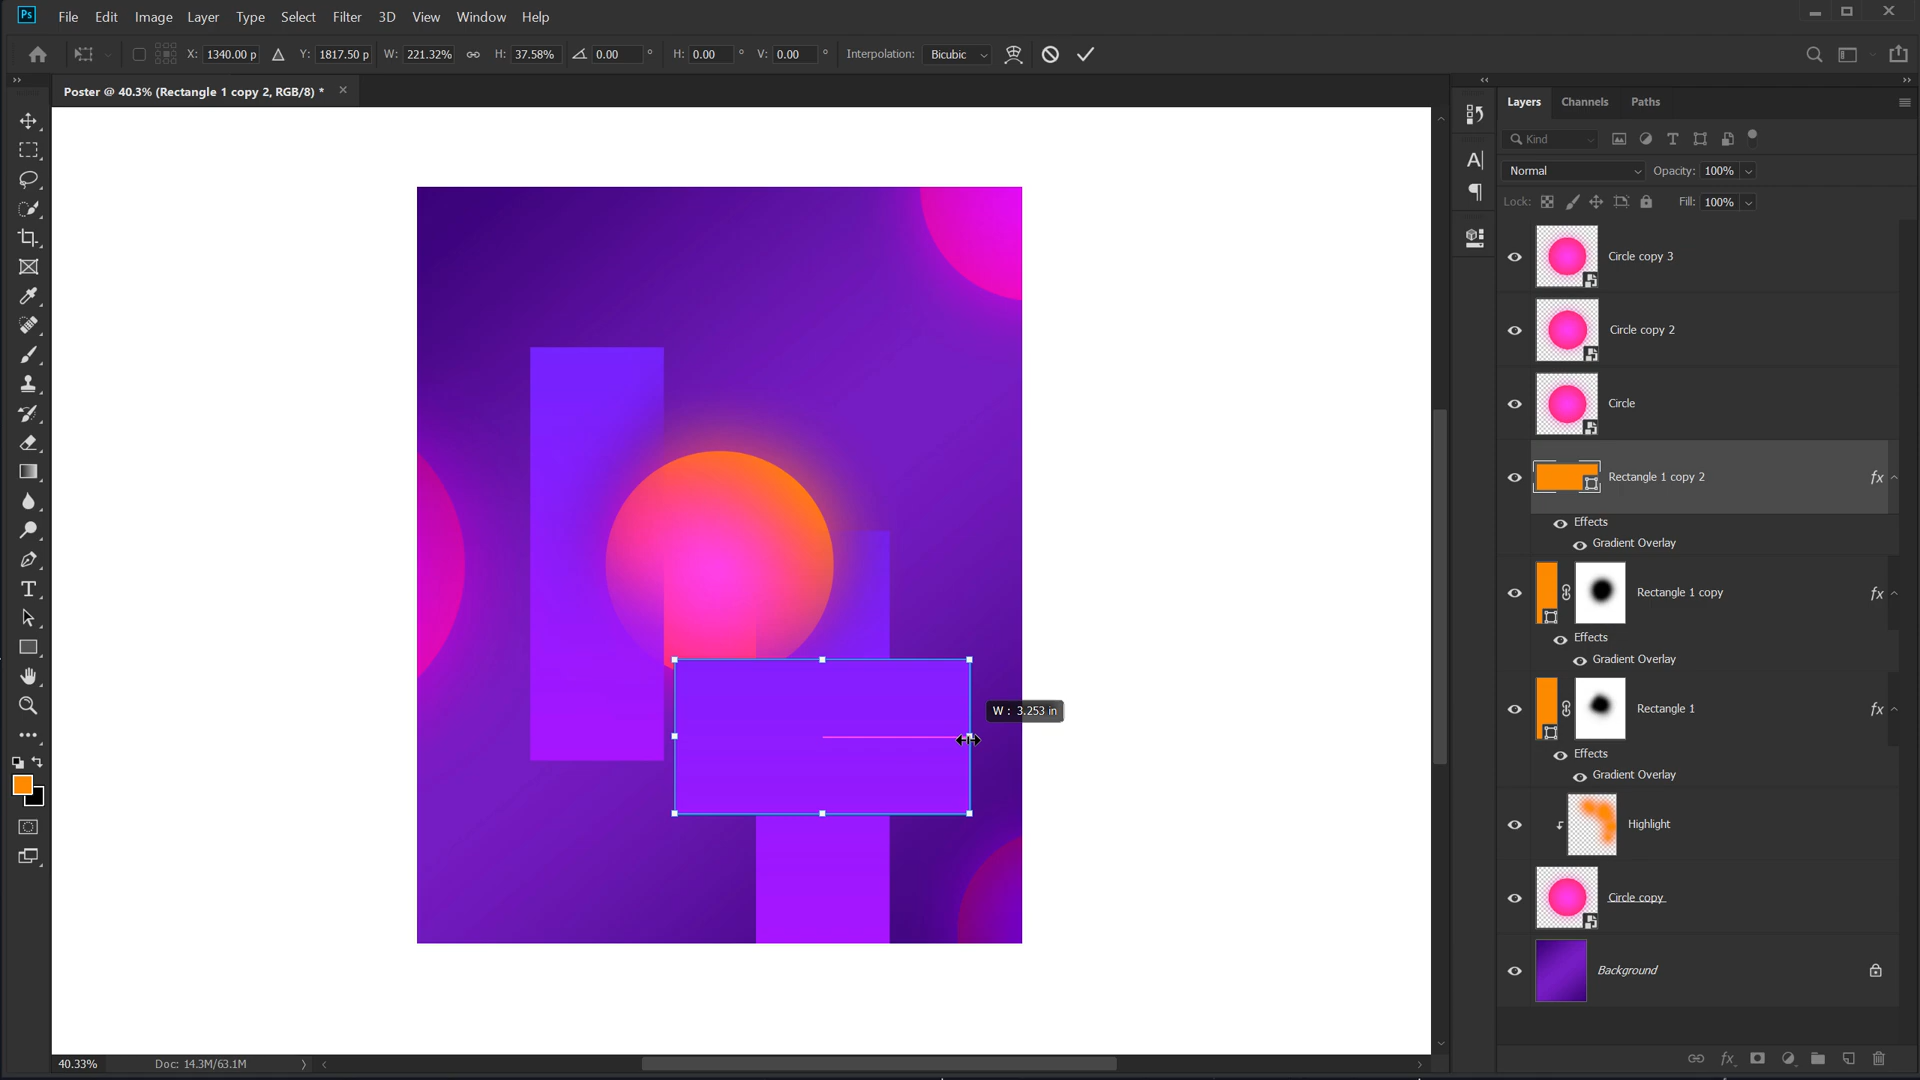 Ps File Edit Image Layer Type Select Filter 3D View Window Help
X: 1340.00 p Y: 1817.50 p W: 221.32% H: 37.58% 0.00 ° H: 0.00 ° V: 0.00 ° Interpolation: Bicubic
Poster @ 40.3% (Rectangle 1 copy 2, RGB/8) *
Layers Channels Paths
Kind
Normal Opacity: 100%
Lock: Fill: 100%
Circle copy 3
Circle copy 2
Circle
Rectangle 1 copy 2 fx
Effects
Gradient Overlay
Rectangle 1 copy fx
Effects
Gradient Overlay
W : 3.253 in
Rectangle 1 fx
Effects
Gradient Overlay
Highlight
Circle copy
Background
40.33% Doc: 14.3M/63.1M